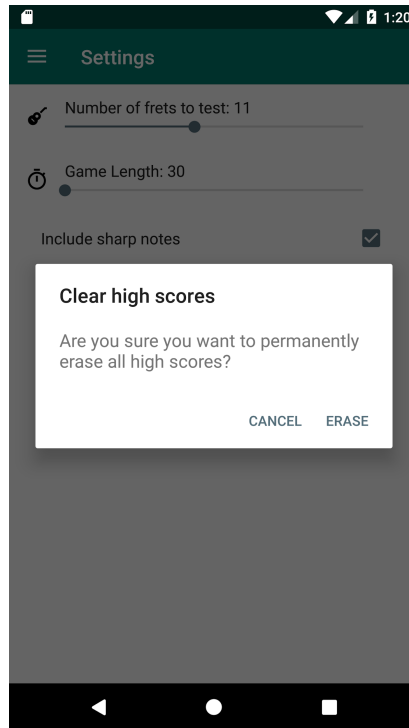 1:20
Settings
Number of frets to test: 11
Game Length: 30
Include sharp notes
Clear high scores
Are you sure you want to permanently
erase all high scores?
CANCEL ERASE